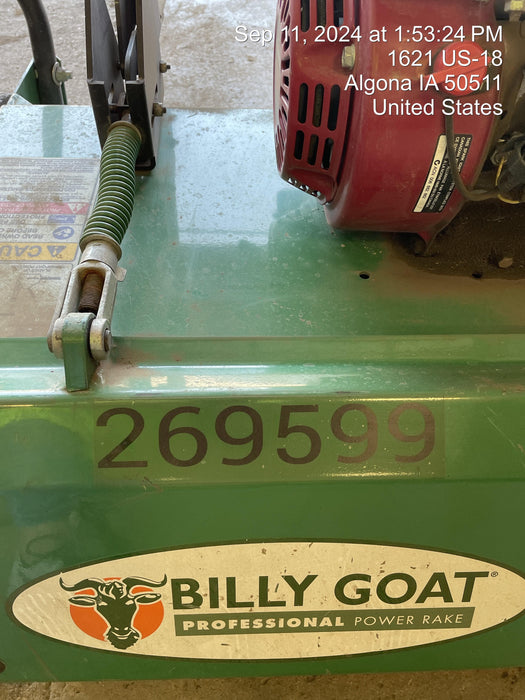 Sep 11, 2024 at 1:53:24 PM
1621 US-18
Algona IA 50511
United States
CAU
269599
BILLY GOAT®
PROFESSIONAL POWER RAKE